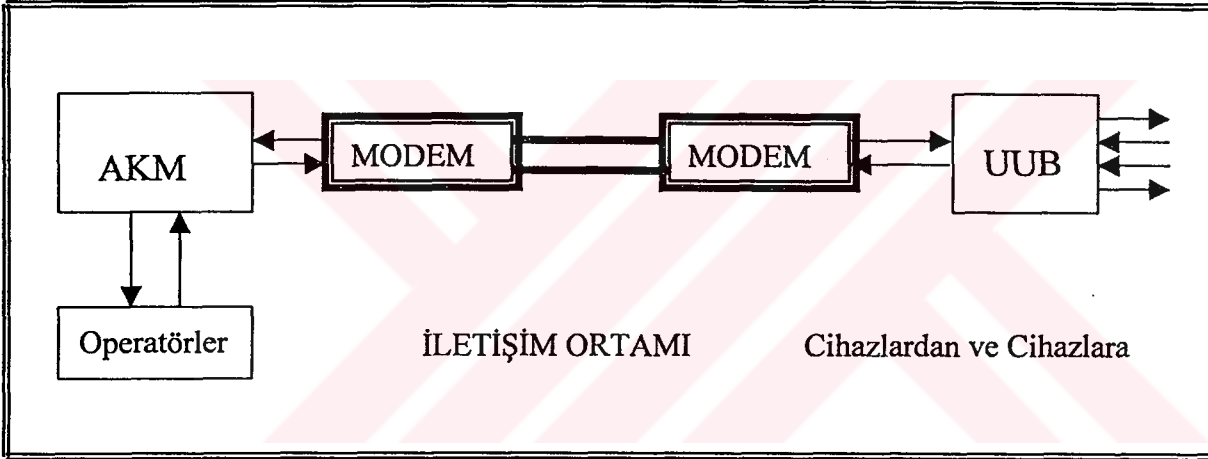 AKM
MODEM
MODEM
UUB
Operatörler
İLETİŞİM ORTAMI
Cihazlardan ve Cihazlara